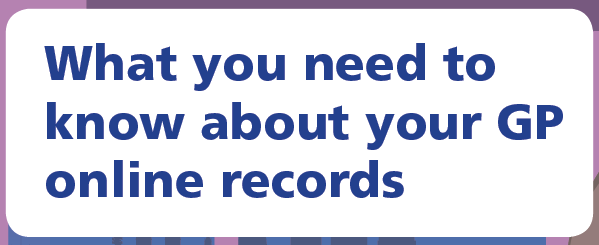 What you need to
know about your GP
online records